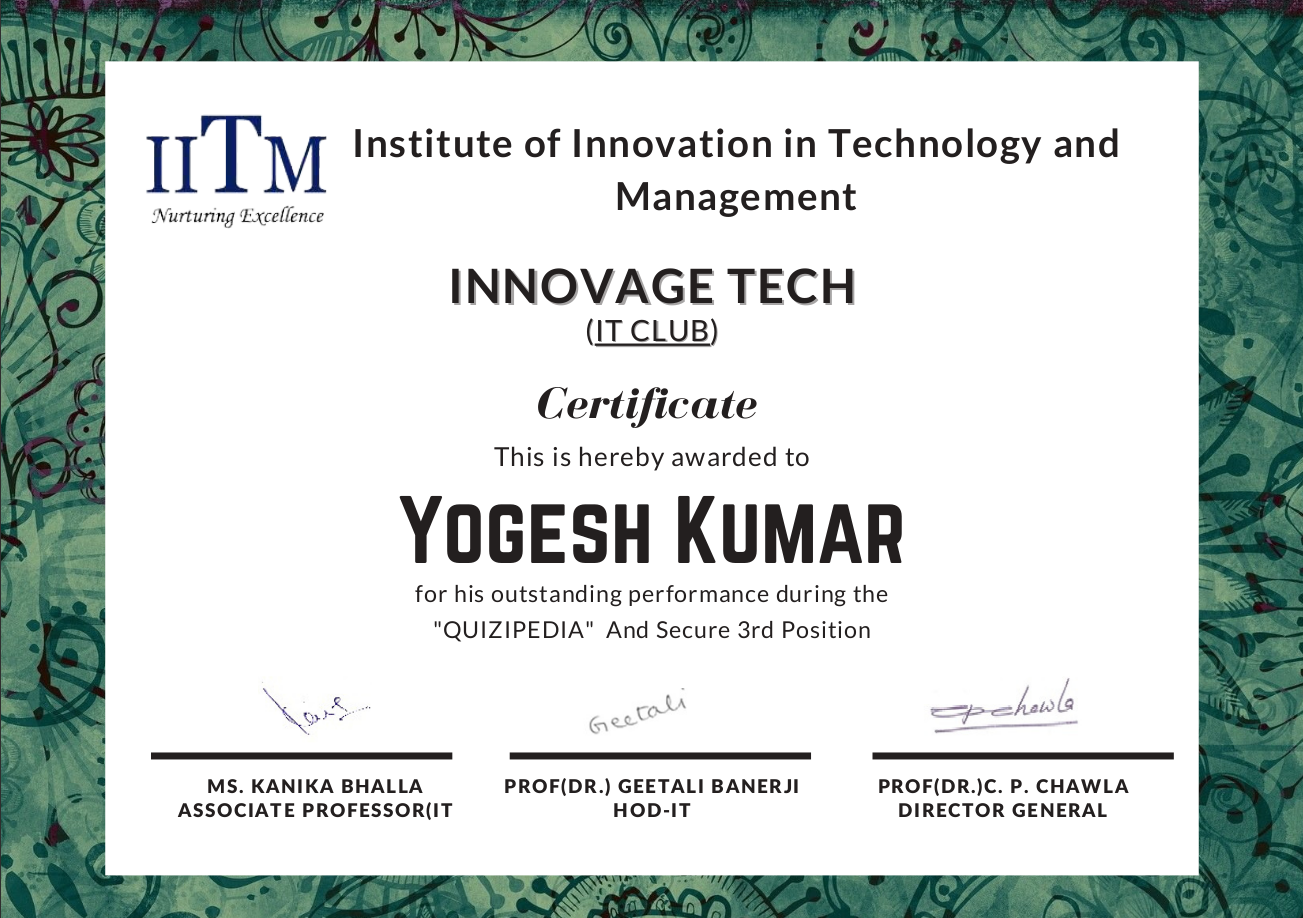 IITM
Nurturing Excellence
Institute of Innovation in Technology and
Management
INNOVAGE TECH
(IT CLUB)
Certificate
This is hereby awarded to
YOGESH KUMAR
for his outstanding performance during the
"QUIZIPEDIA" And Secure 3rd Position
Geetali
cpchawla
MS. KANIKA BHALLA
ASSOCIATE PROFESSOR(IT
PROF(DR.) GEETALI BANERJI
HOD-IT
PROF(DR.)C. P. CHAWLA
DIRECTOR GENERAL